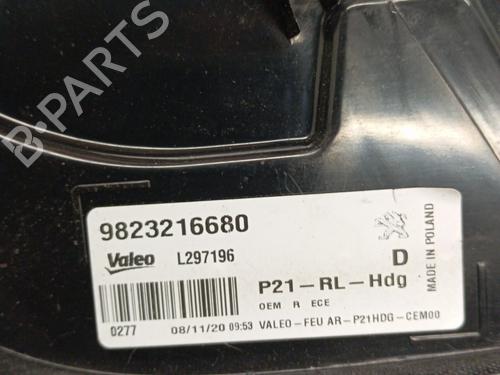 B-Parts
9823216680
Valeo L297196
D
MADE IN POLAND
P21-RL-Hdg
OEM R ECE
0277 08/11/20 09:53 VALEO-FEU AR-P21HDG-CEM00